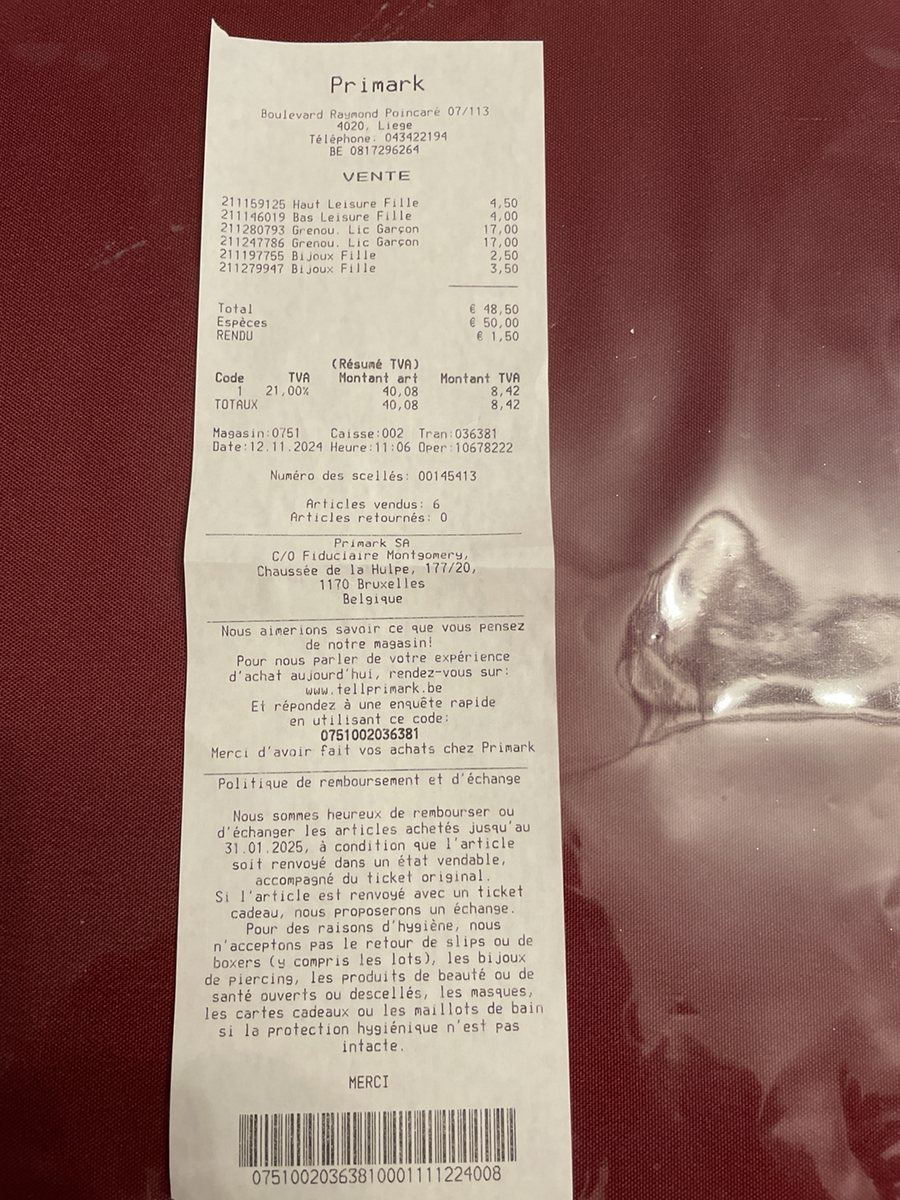 Primark
Boulevard Raymond Poincaré 07/113
4020, Liege
Téléphone: 043422194
BE 0817296264
VENTE
211159125 Haut Leisure Fille 4,50
211146019 Bas Leisure Fille 4,00
211280793 Grenou. Lic Garçon 17,00
211247786 Grenou. Lic Garçon 17,00
211197755 Bijoux Fille 2,50
211279947 Bijoux Fille 3,50
Total € 48,50
Espèces € 50,00
RENDU € 1,50
(Résumé TVA)
Code TVA Montant art Montant TVA
1 21,00% 40,08 8,42
TOTAUX 40,08 8,42
Magasin:0751 Caisse:002 Tran:036381
Date:12.11.2024 Heure:11:06 Oper:10678222
Numéro des scellés: 00145413
Articles vendus: 6
Articles retournés: 0
Primark SA
C/O Fiduciaire Montgomery,
Chaussée de la Hulpe, 177/20,
1170 Bruxelles
Belgique
Nous aimerions savoir ce que vous pensez
de notre magasin!
Pour nous parler de votre expérience
d'achat aujourd'hui, rendez-vous sur:
www.tellprimark.be
Et répondez à une enquête rapide
en utilisant ce code:
0751002036381
Merci d'avoir fait vos achats chez Primark
Politique de remboursement et d'échange
Nous sommes heureux de rembourser ou
d'échanger les articles achetés jusqu'au
31.01.2025, à condition que l'article
soit renvoyé dans un état vendable,
accompagné du ticket original.
Si l'article est renvoyé avec un ticket
cadeau, nous proposerons un échange.
Pour des raisons d'hygiène, nous
n'acceptons pas le retour de slips ou de
boxers (y compris les lots), les bijoux
de piercing, les produits de beauté ou de
santé ouverts ou descellés, les masques,
les cartes cadeaux ou les maillots de bain
si la protection hygiénique n'est pas
intacte.
MERCI
07510020363810001111224008